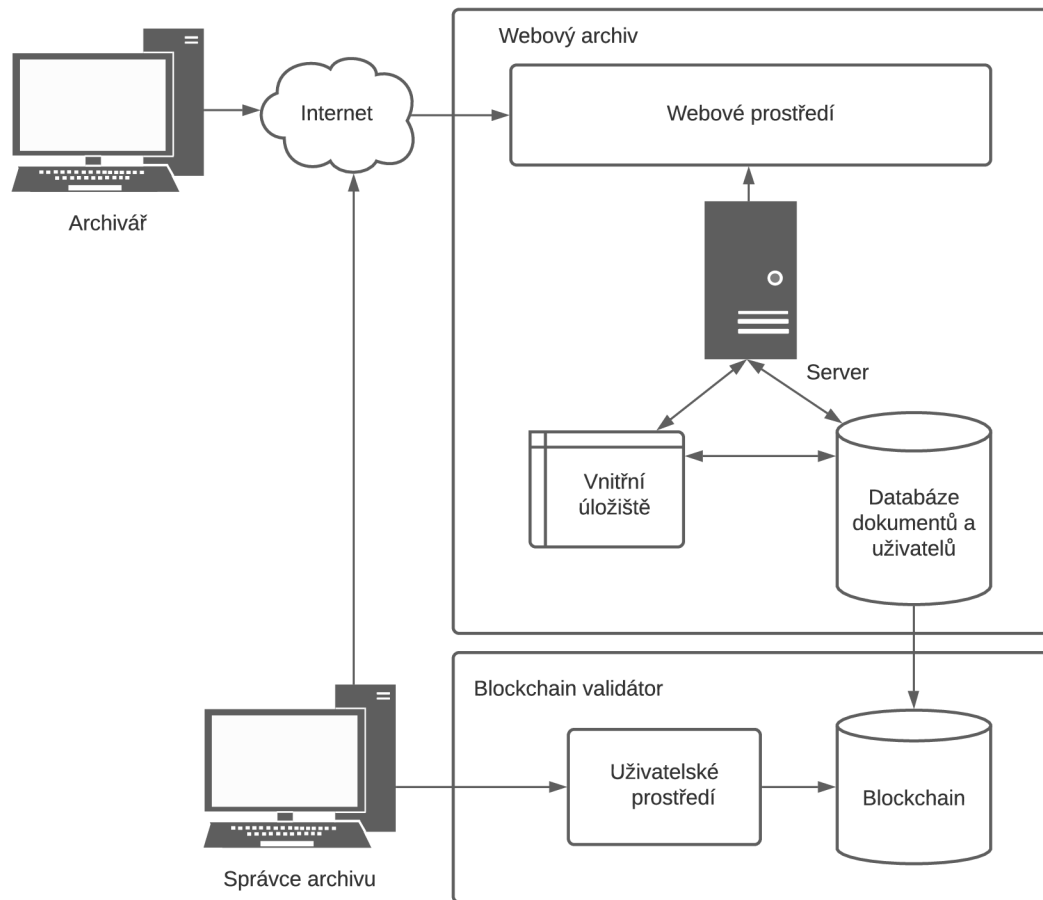 Webový archiv
Internet
Webové prostředí
Archivář
Server
Vnitřní
úložiště
Databáze
dokumentů a
uživatelů
Blockchain validátor
Uživatelské
prostředí
Blockchain
Správce archivu